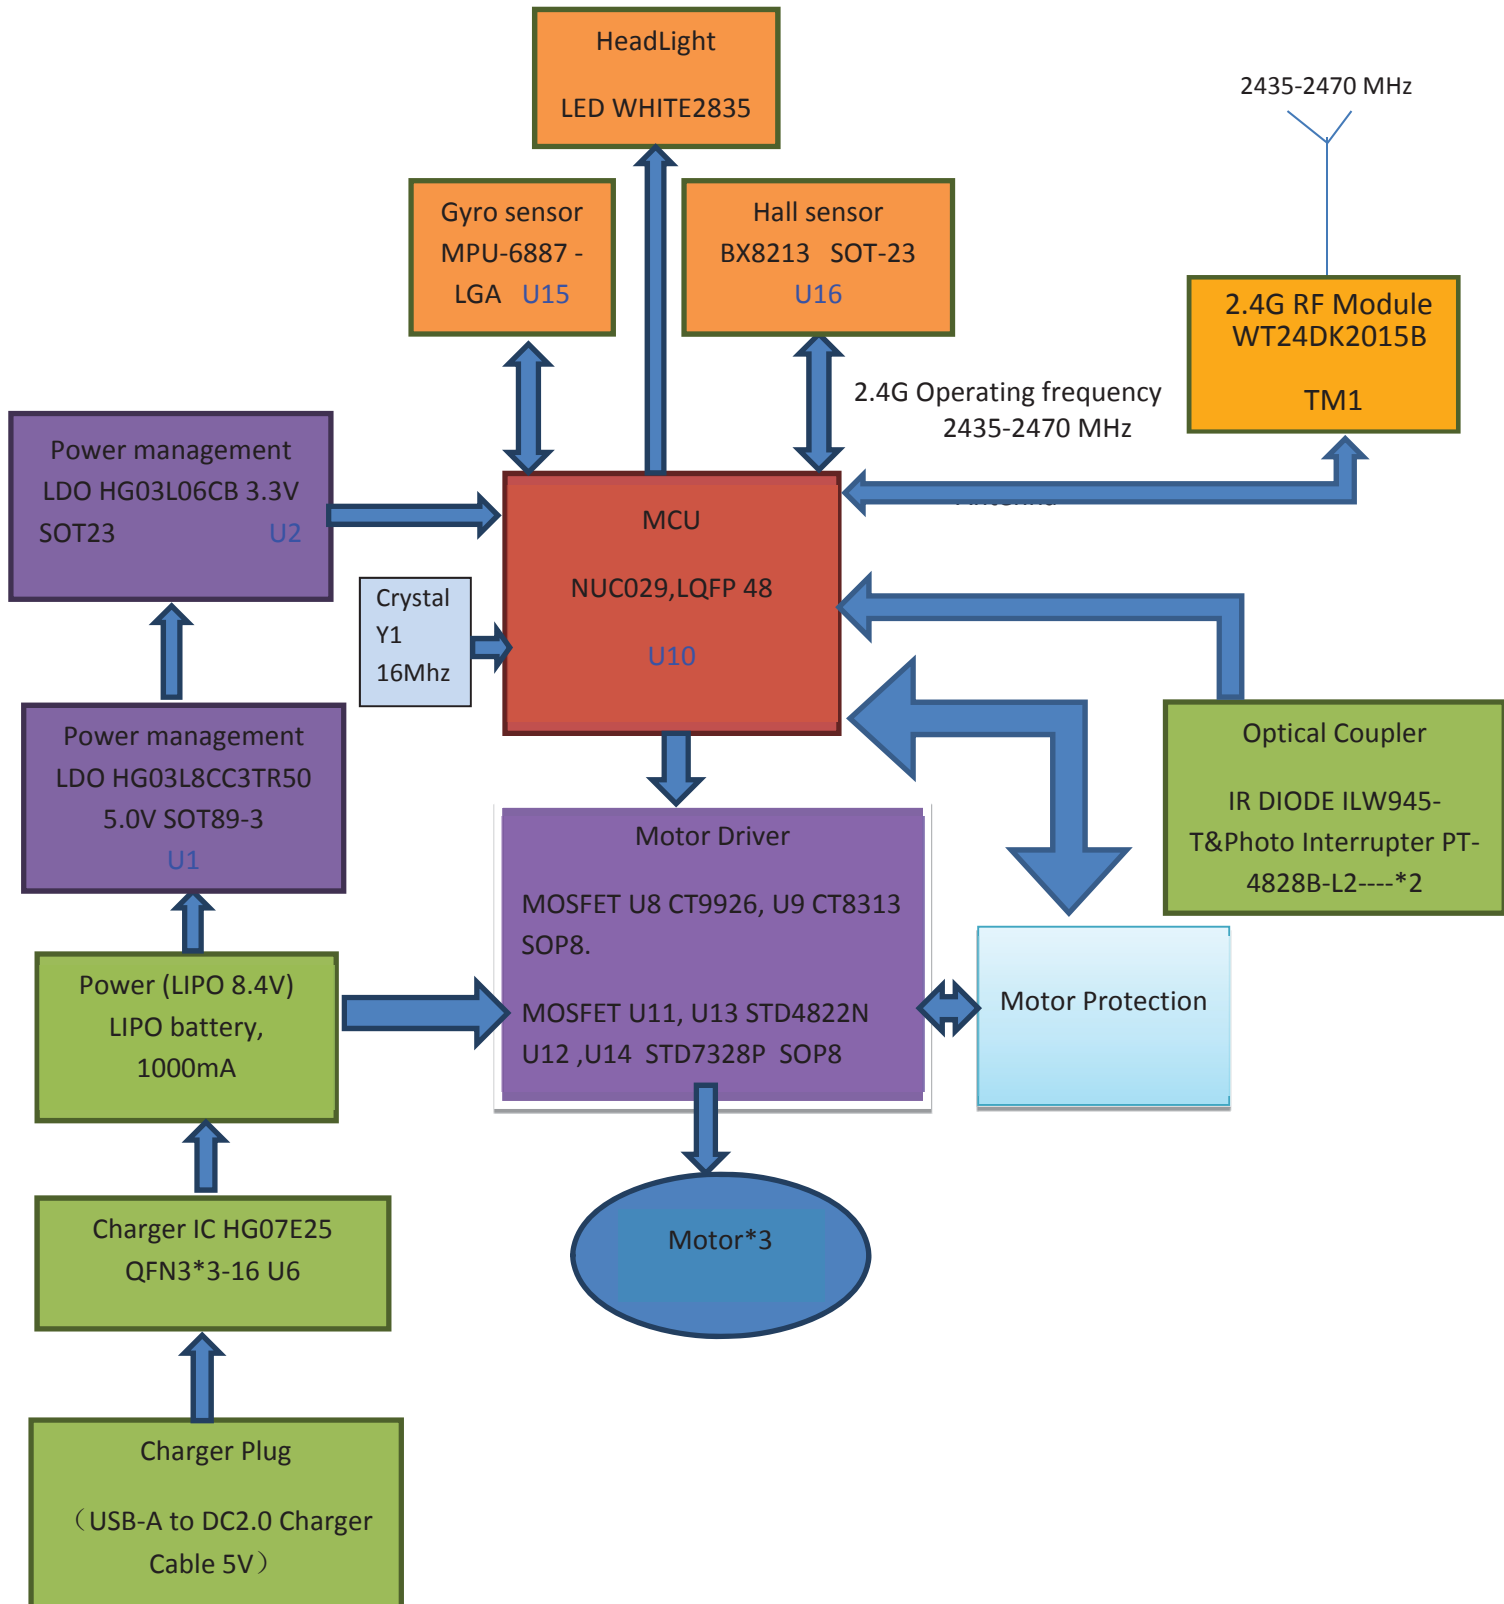 HeadLight
LED WHITE2835
2435-2470 MHz
Gyro sensor
MPU-6887 -
LGA U15
Hall sensor
BX8213 SOT-23
U16
2.4G RF Module
WT24DK2015B
TM1
2.4G Operating frequency
2435-2470 MHz
Power management
LDO HG03L06CB 3.3V
SOT23 U2
MCU
NUC029,LQFP 48
U10
Crystal
Y1
16Mhz
Power management
LDO HG03L8CC3TR50
5.0V SOT89-3
U1
Optical Coupler
IR DIODE ILW945-
T&Photo Interrupter PT-
4828B-L2----*2
Motor Driver
MOSFET U8 CT9926, U9 CT8313
SOP8.
MOSFET U11, U13 STD4822N
U12 ,U14 STD7328P SOP8
Power (LIPO 8.4V)
LIPO battery,
1000mA
Motor Protection
Charger IC HG07E25
QFN3*3-16 U6
Motor*3
Charger Plug
（USB-A to DC2.0 Charger
Cable 5V）